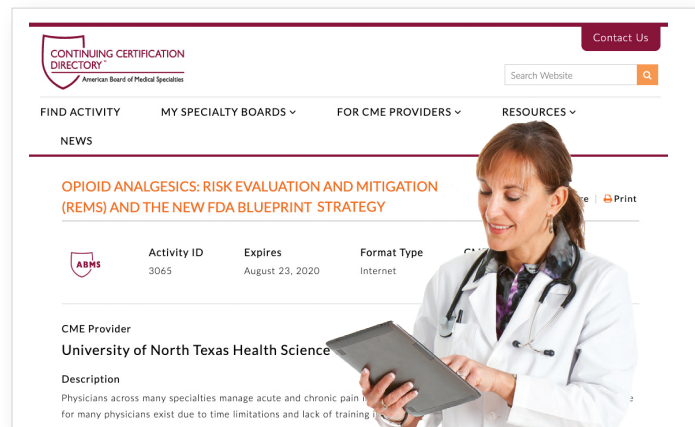 Contact Us
CONTINUING CERTIFICATION
DIRECTORY™
American Board of Medical Specialties
Search Website
FIND ACTIVITY MY SPECIALTY BOARDS FOR CME PROVIDERS RESOURCES
NEWS
OPIOID ANALGESICS: RISK EVALUATION AND MITIGATION
(REMS) AND THE NEW FDA BLUEPRINT STRATEGY
Print
ABMS
Activity ID Expires Format Type
3065 August 23, 2020 Internet
CME Provider
University of North Texas Health Science
Description
Physicians across many specialties manage acute and chronic pain
for many physicians exist due to time limitations and lack of training